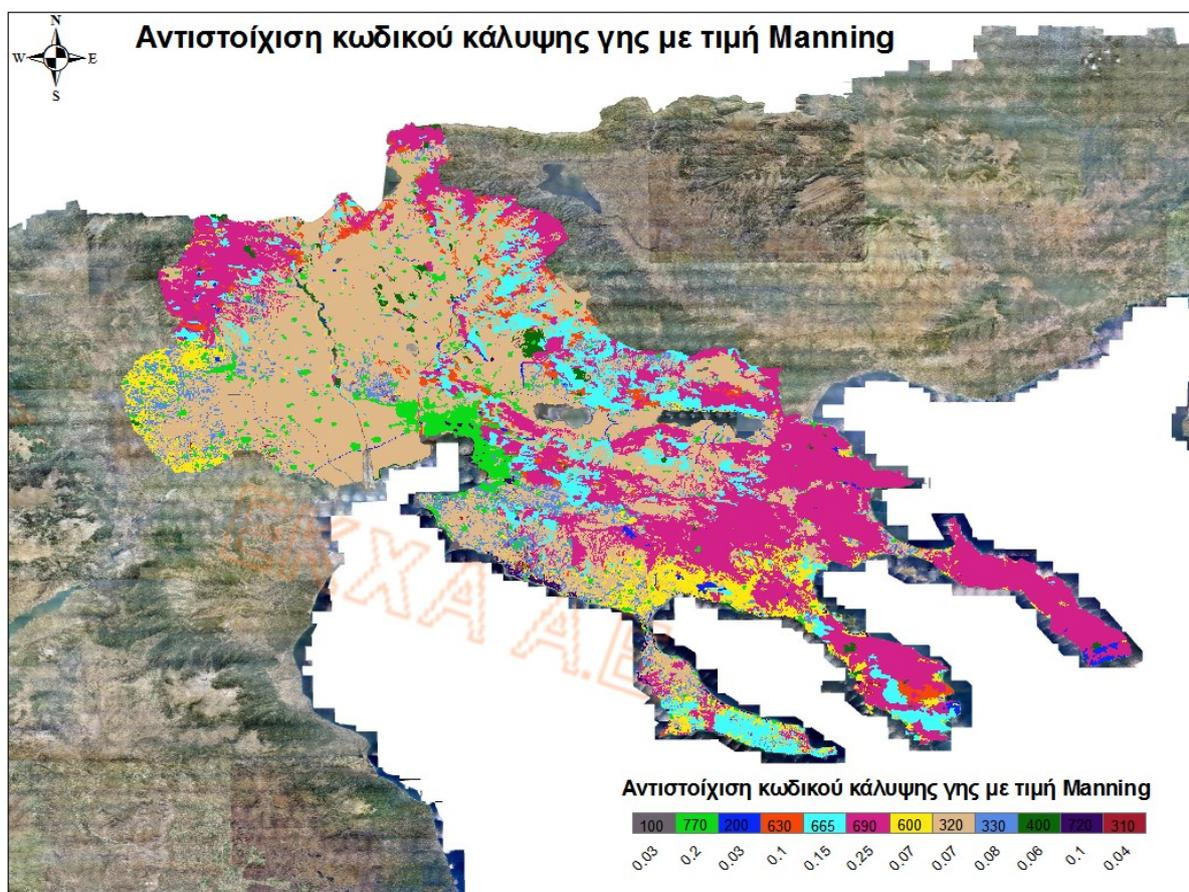 N
Αντιστοίχιση κωδικού κάλυψης γης με τιμή Manning
W E
S
ΕΚΧΑ Α.Ε
Αντιστοίχιση κωδικού κάλυψης γης με τιμή Manning
100 770 200 630 665 690 600 320 330 400 720 310
0.03 0.2 0.03 0.1 0.15 0.25 0.07 0.07 0.08 0.06 0.1 0.04